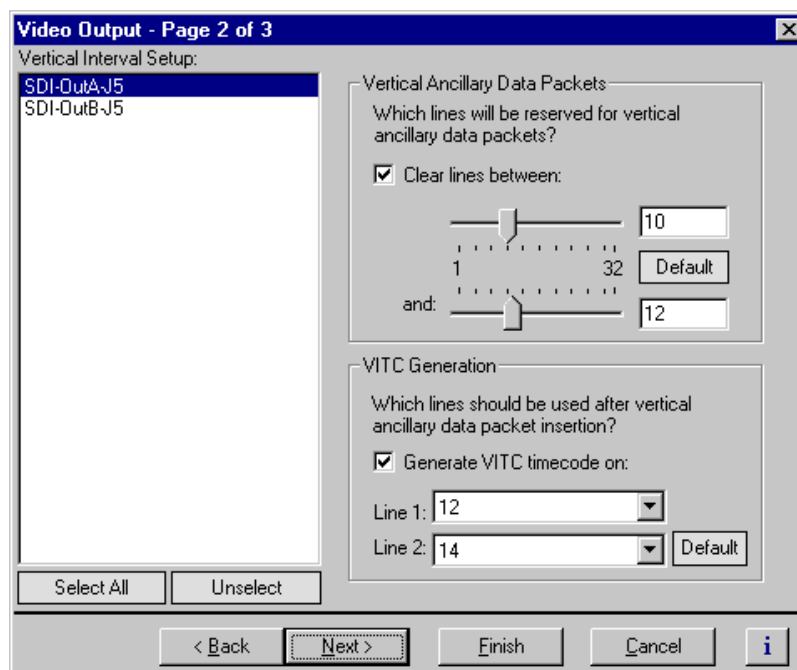 Video Output - Page 2 of 3
Vertical Interval Setup:
SDI-OutA-J5
SDI-OutB-J5
Select All
Unselect
Vertical Ancillary Data Packets
Which lines will be reserved for vertical
ancillary data packets?
Clear lines between:
10
1
32
Default
and:
12
VITC Generation
Which lines should be used after vertical
ancillary data packet insertion?
Generate VITC timecode on:
Line 1: 12
Line 2: 14
Default
< Back
Next >
Finish
Cancel
i